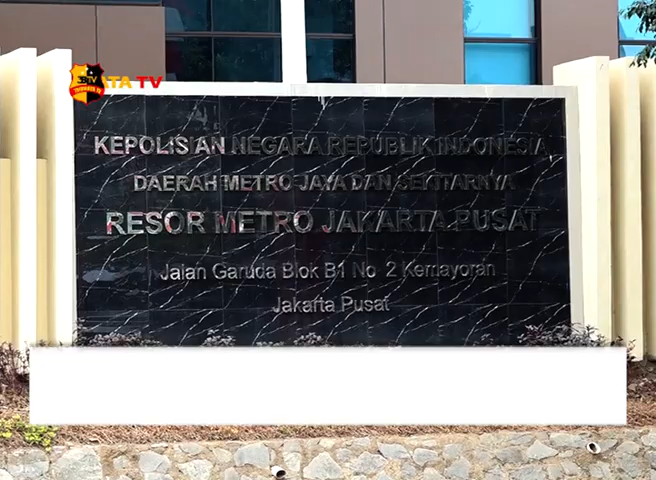 ATA TV
KEPOLISIAN NEGARA REPUBLIK INDONESIA
DAERAH METRO JAYA DAN SEKITARNYA
RESOR METRO JAKARTA PUSAT
Jalan Garuda Blok B1 No 2 Kemayoran
Jakarta Pusat